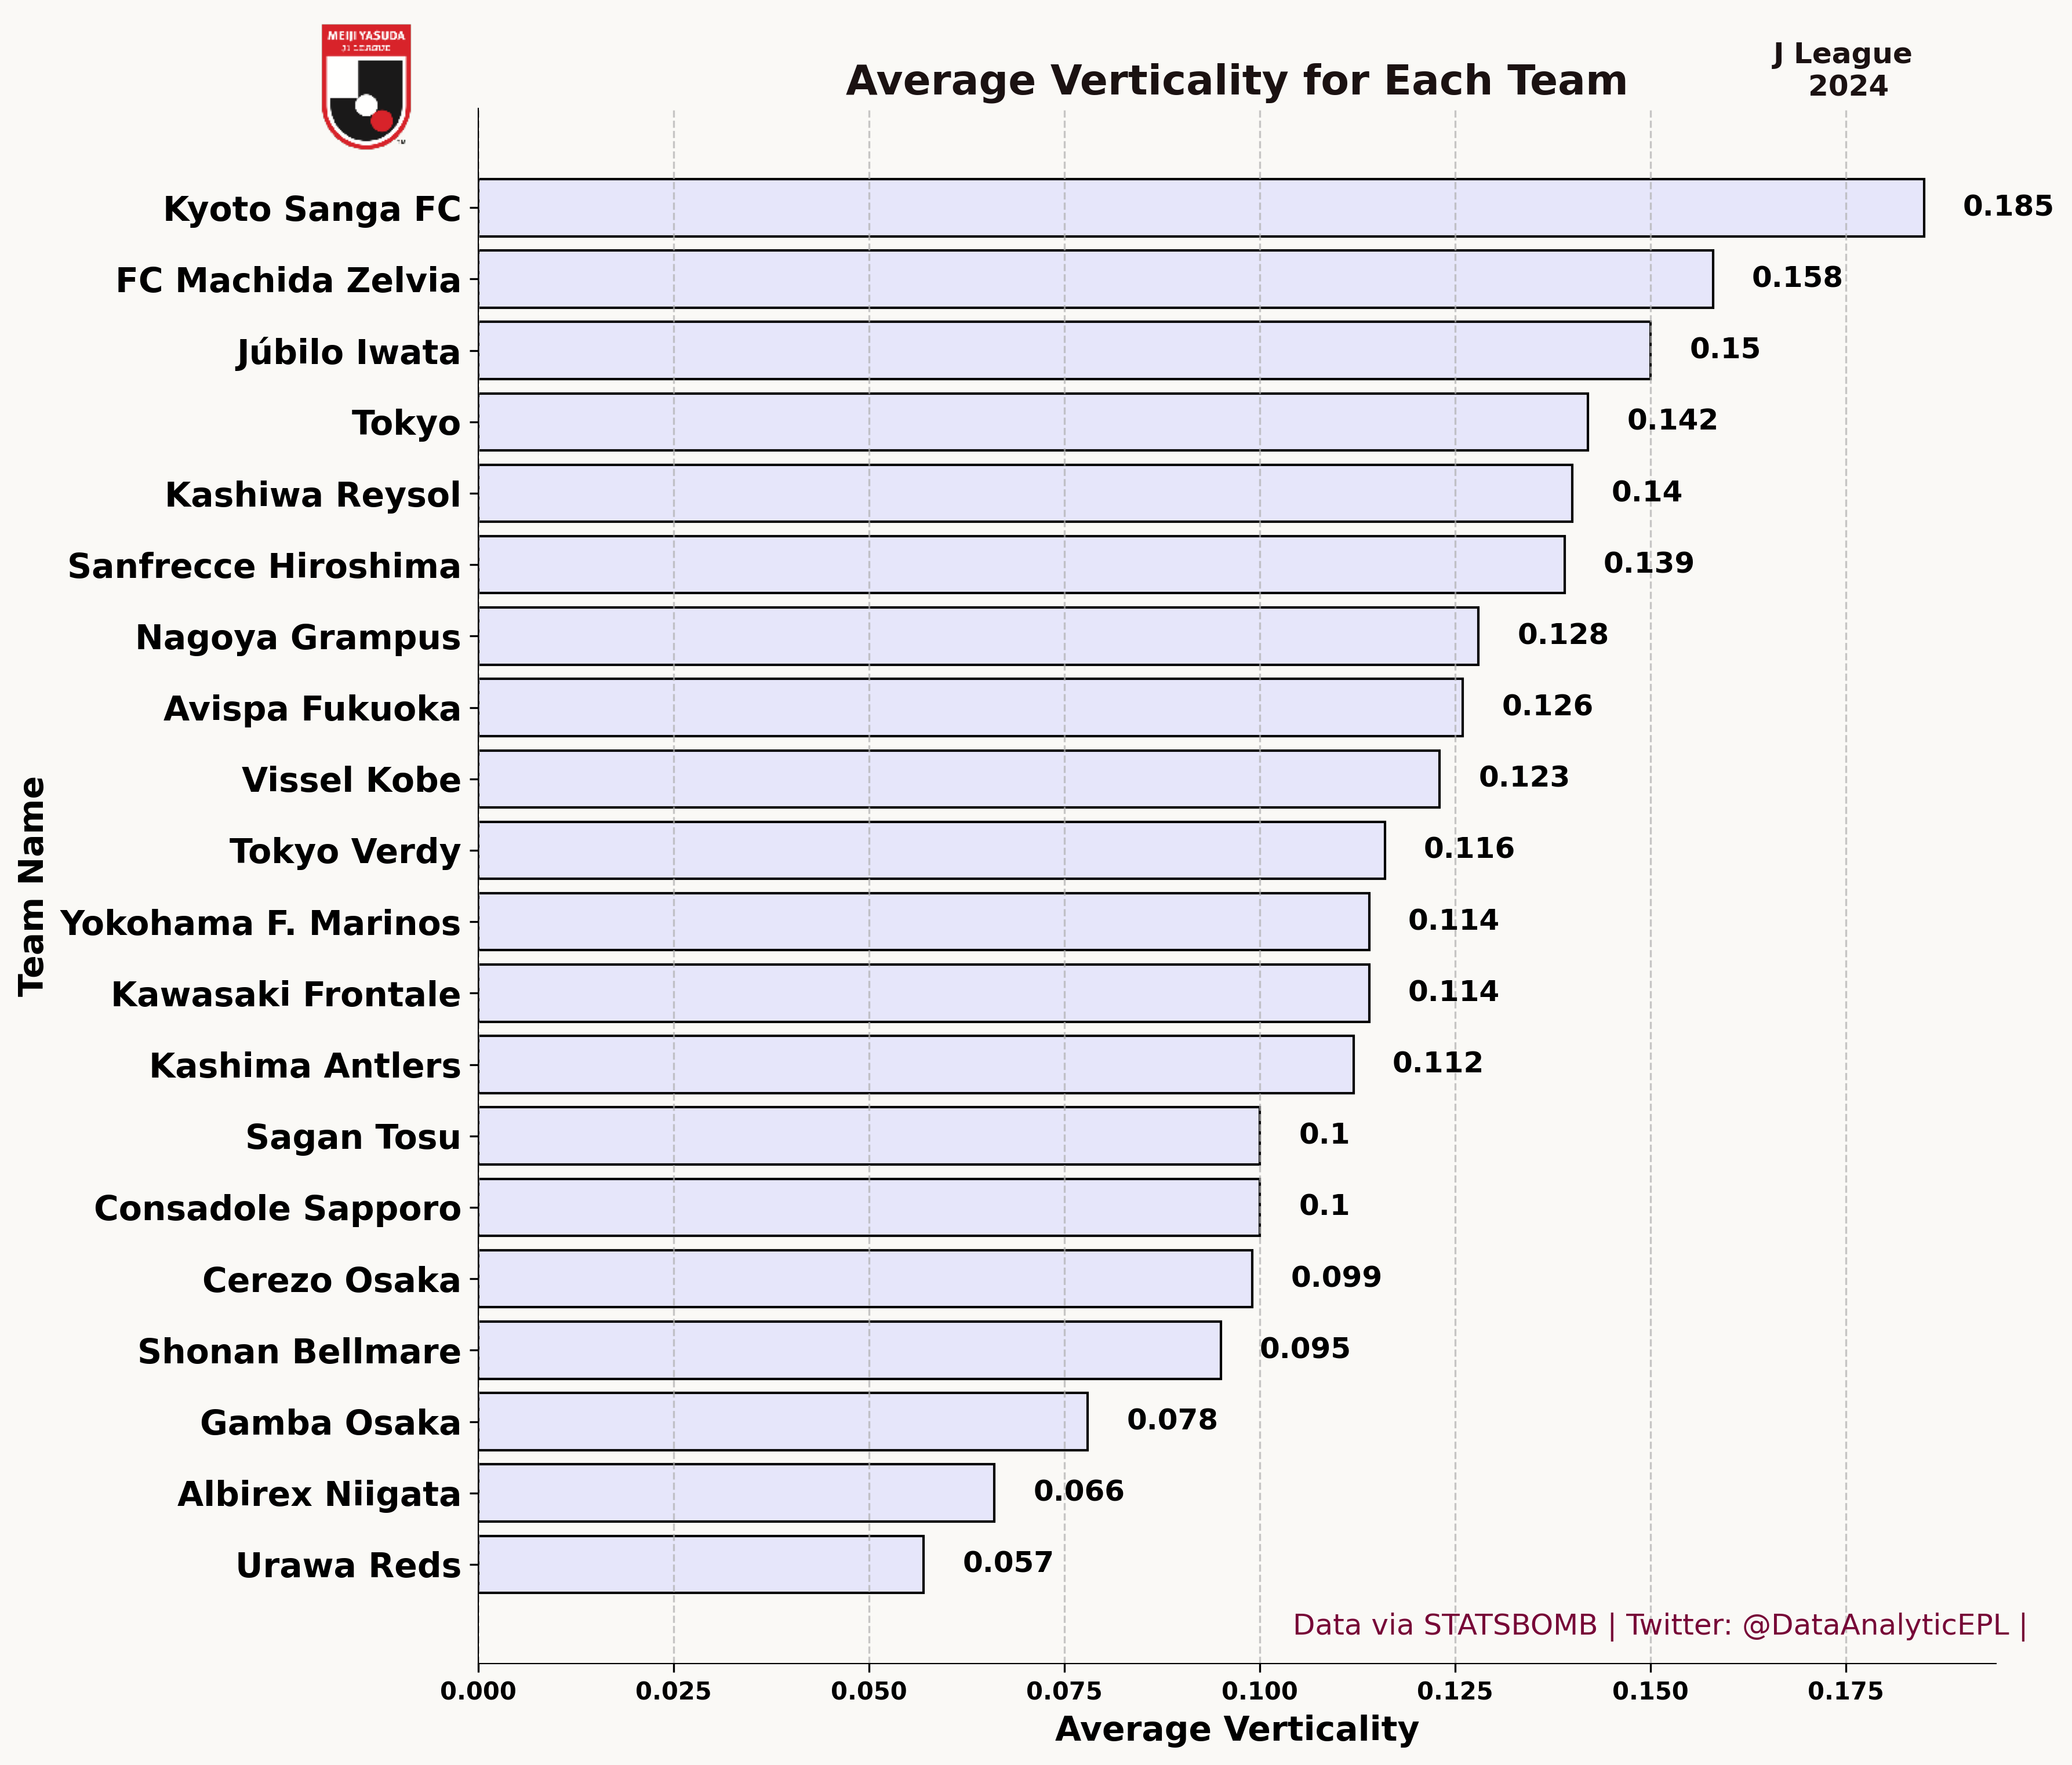 MEIJI YASUDA
J1 LEAGUE
TM
Average Verticality for Each Team
J League
2024
Kyoto Sanga FC 0.185
FC Machida Zelvia 0.158
Júbilo Iwata 0.15
Tokyo 0.142
Kashiwa Reysol 0.14
Sanfrecce Hiroshima 0.139
Nagoya Grampus 0.128
Avispa Fukuoka 0.126
Vissel Kobe 0.123
Tokyo Verdy 0.116
Yokohama F. Marinos 0.114
Kawasaki Frontale 0.114
Kashima Antlers 0.112
Sagan Tosu 0.1
Consadole Sapporo 0.1
Cerezo Osaka 0.099
Shonan Bellmare 0.095
Gamba Osaka 0.078
Albirex Niigata 0.066
Urawa Reds 0.057
Team Name
Data via STATSBOMB | Twitter: @DataAnalyticEPL |
0.000 0.025 0.050 0.075 0.100 0.125 0.150 0.175
Average Verticality